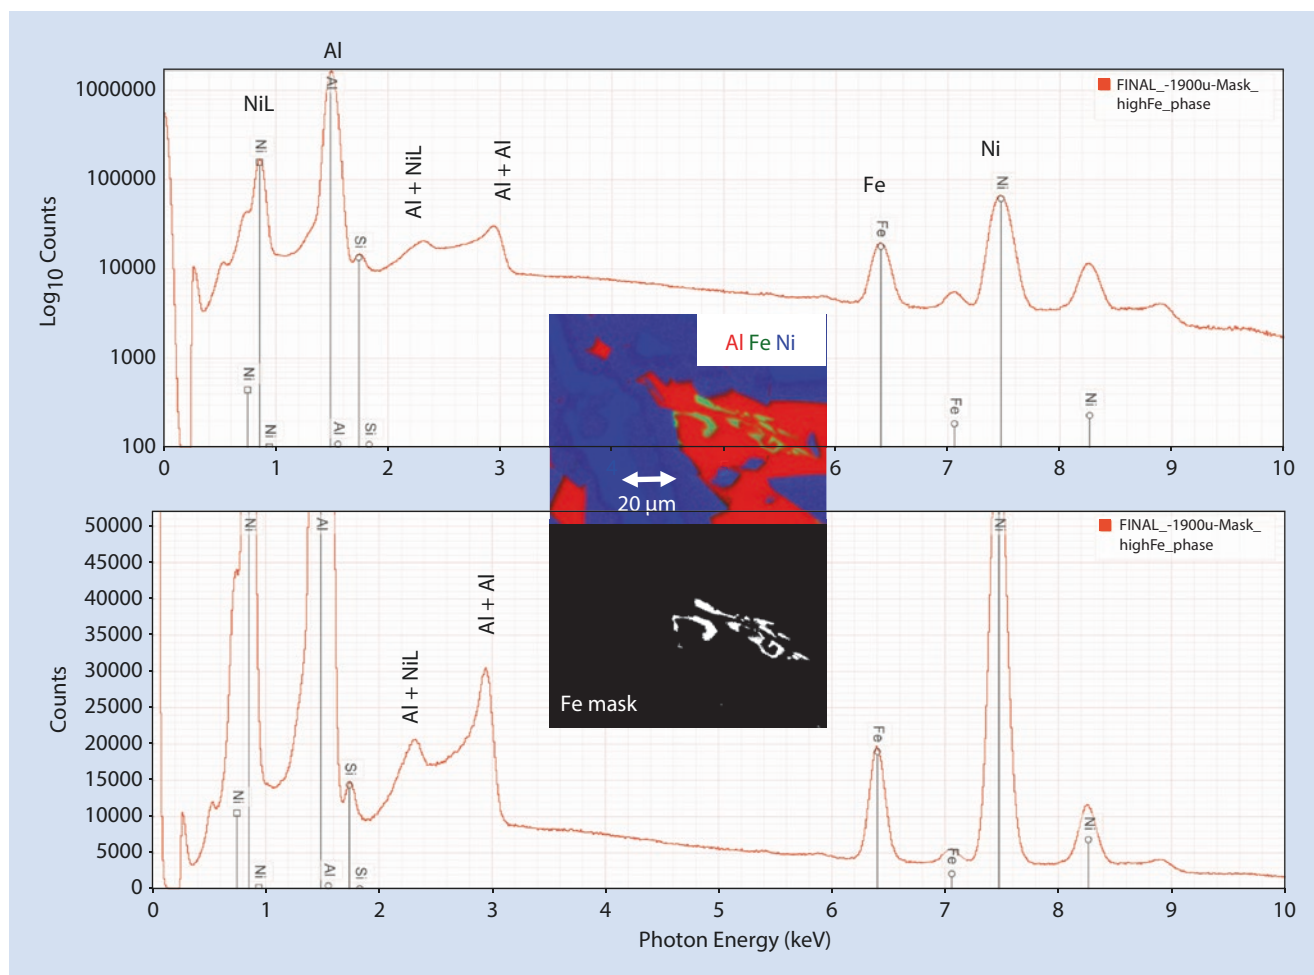 Al
NiL
Al + NiL
Al + Al
Fe
Ni
FINAL_-1900u-Mask_
highFe_phase
Log10 Counts
1000000
100000
10000
1000
100
Ni
Ni
Ni
Al
Al
Si
Si
Fe
Fe
Ni
Ni
0 1 2 3 6 7 8 9 10
Al Fe Ni
20 µm
Fe mask
FINAL_-1900u-Mask_
highFe_phase
Al + NiL
Al + Al
Counts
50000
45000
40000
35000
30000
25000
20000
15000
10000
5000
0
Ni
Ni
Ni
Al
Al
Si
Si
Fe
Fe
Ni
Ni
0 1 2 3 4 5 6 7 8 9 10
Photon Energy (keV)